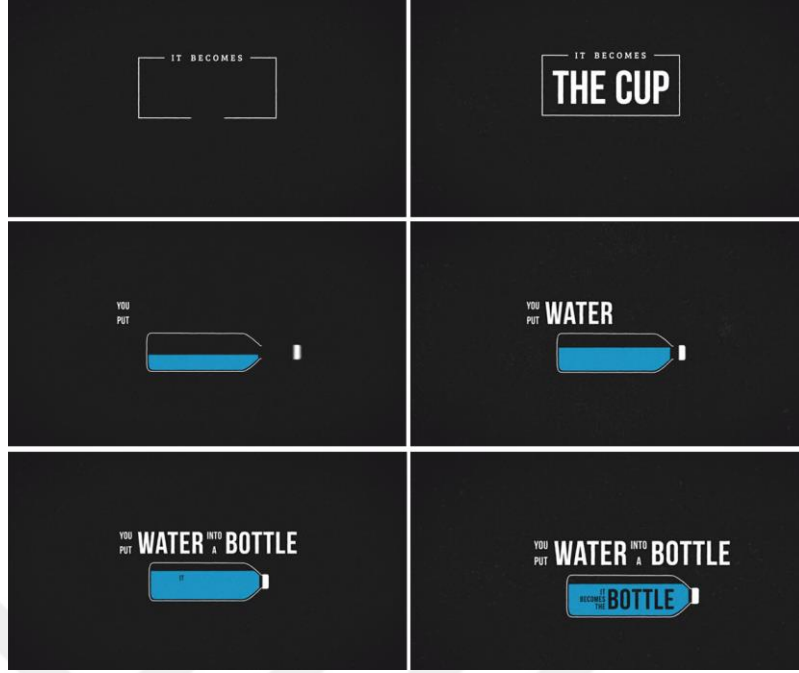 IT BECOMES
IT BECOMES
THE CUP
YOU
PUT
YOU
PUT WATER
YOU
PUT WATER INTO
A BOTTLE
IT
YOU
PUT WATER INTO
A BOTTLE
IT
BECOMES
THE BOTTLE